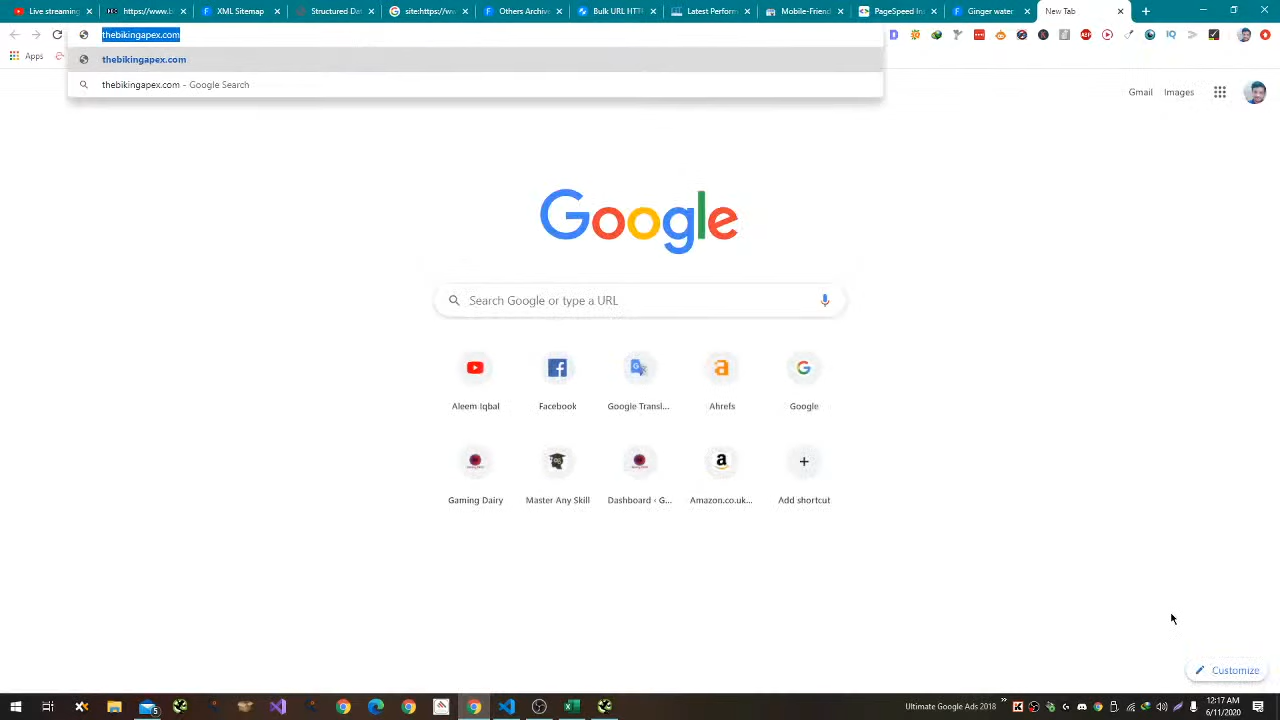 Live streaming
https://www.b
XML Sitemap
Structured Dat
site:https://w
Others Archive
Bulk URL HTT
Latest Perform
Mobile-Friend
PageSpeed Ins
Ginger water
New Tab
thebikingapex.com
Apps
thebikingapex.com
thebikingapex.com - Google Search
Gmail Images
Google
Search Google or type a URL
Aleem Iqbal Facebook Google Transl... Ahrefs Google
Gaming Dairy Master Any Skill Dashboard ‹ G... Amazon.co.uk... Add shortcut
Customize
Ultimate Google Ads 2018
12:17 AM
6/11/2020